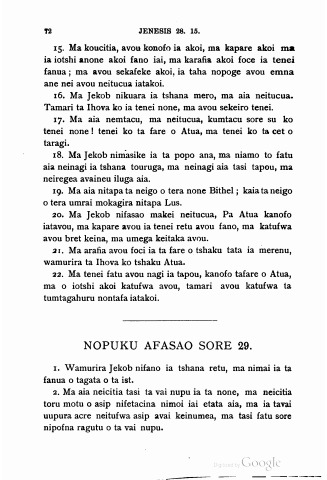 72 JENESIS 28. 15.
15. Ma koucitia, avou konofo ia akoi, ma kapare akoi ma
ia iotshi anone akoi fano iai, ma karafia akoi foce ia tenei
fanua ; ma avou sekafeke akoi, ia taha nopoge avou emna
ane nei avou neitucua iatakoi.
16. Ma Jekob nikuara ia tshana mero, ma aia neitucua.
Tamari ta Ihova ko ia tenei none, ma avou sekeiro tenei.
17. Ma aia nemtacu, ma neitucua, kumtacu sore su ko
tenei none ! tenei ko ta fare o Atua, ma tenei ko ta cet o
taragi.
18. Ma Jekob nimasike ia ta popo ana, ma niamo to fatu
aia neinagi ia tshana touruga, ma neinagi aia tasi tapou, ma
neiregea avaineu iluga aia.
19. Ma aia nitapa ta neigo o tera none Bithel ; kaia ta neigo
o tera umrai mokagira nitapa Lus.
20. Ma Jekob nifasao makei neitucua, Pa Atua kanofo
iatavou, ma kapare avou ia tenei retu avou fano, ma katufwa
avou bret keina, ma umega keitaka avou.
21. Ma arafia avou foci ia ta fare o tshaku tata ia merenu,
wamurira ta Ihova ko tshaku Atua.
22. Ma tenei fatu avou nagi ia tapou, kanofo tafare o Atua,
ma o iotshi akoi katufwa avou, tamari avou katufwa ta
tumtagahuru nontafa iatakoi.
NOPUKU AFASAO SORE 29.
1. Wamurira Jekob nifano ia tshana retu, ma nimai ia ta
fanua o tagata o ta ist.
2. Ma aia neicitia tasi ta vai nupu ia ta none, ma neicitia
toru motu o asip nifetacina nimoi iai etata aia, ma ia tavai
uupura acre neitufwa asip avai keinumea, ma tasi fatu sore
nipofna ragutu o ta vai nupu.
Digitized by Google